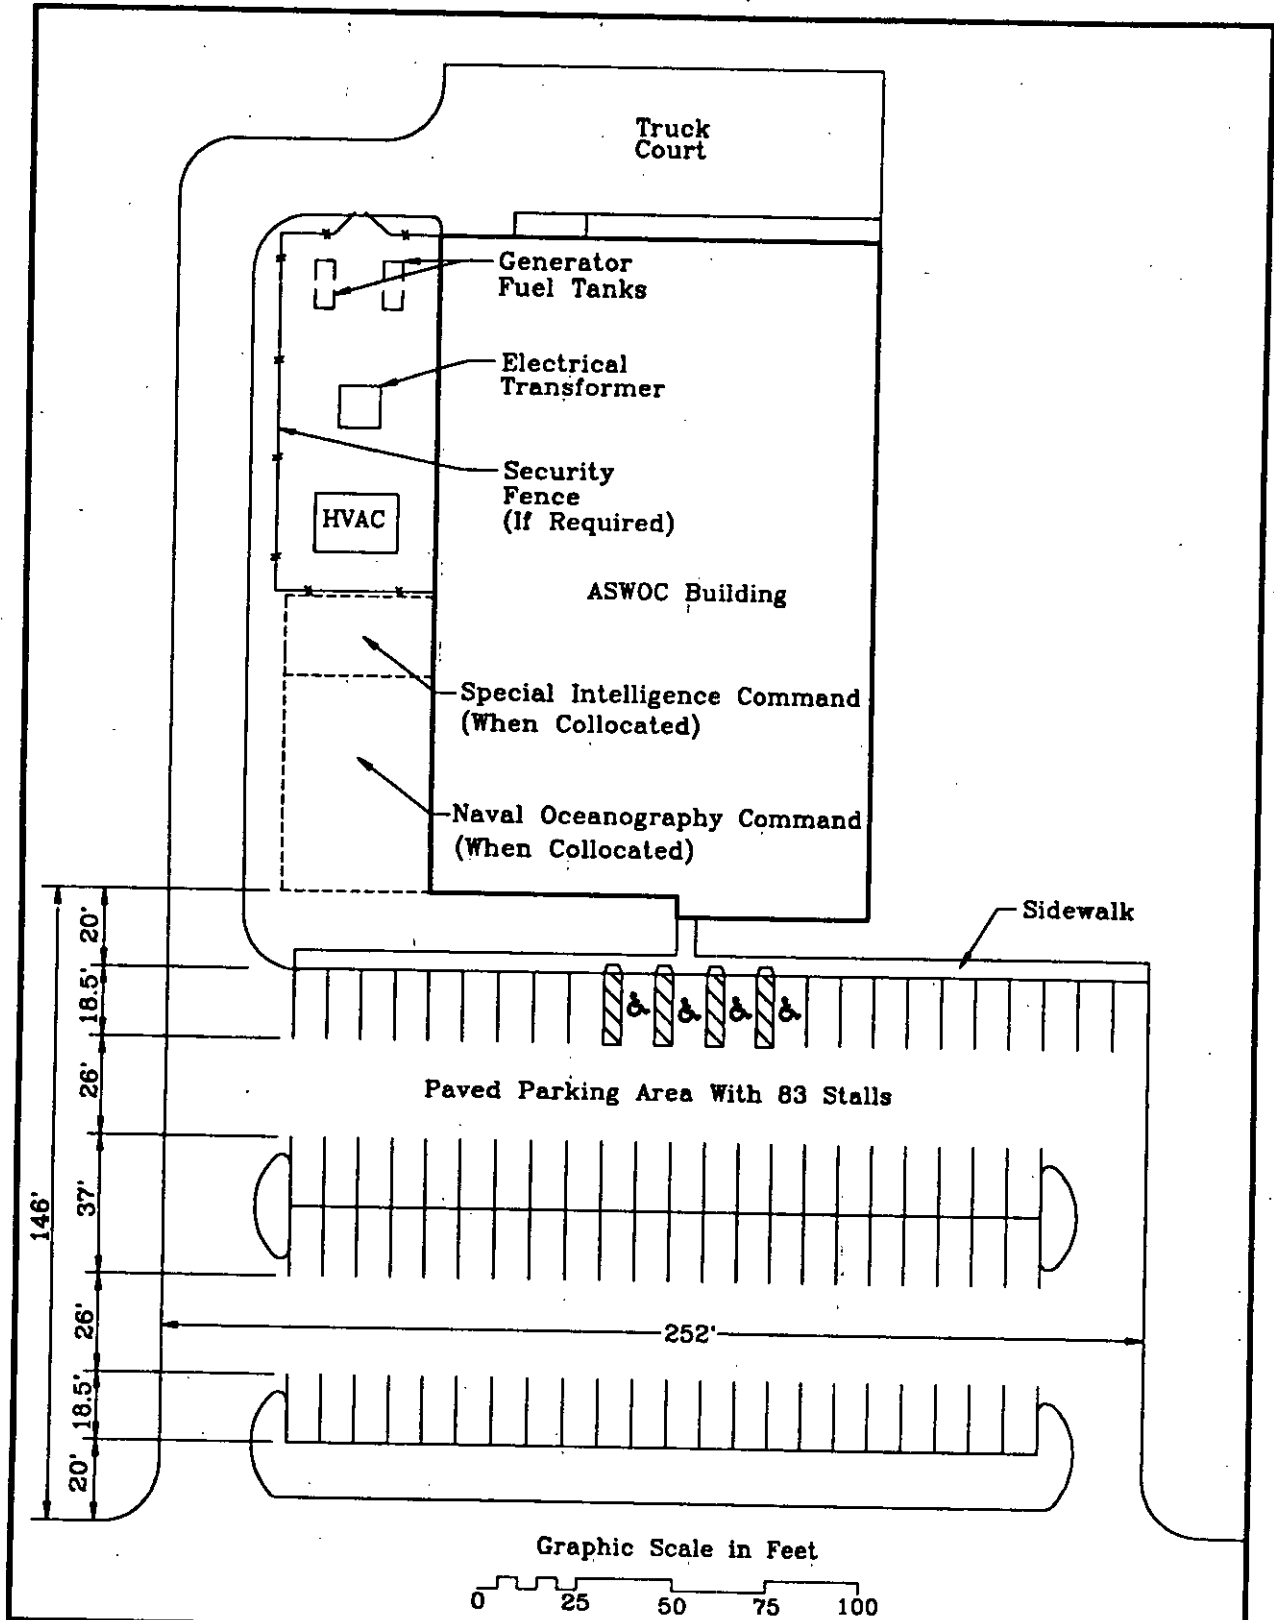 Truck
Court
Generator
Fuel Tanks
Electrical
Transformer
Security
Fence
(If Required)
HVAC
ASWOC Building
Special Intelligence Command
(When Collocated)
Naval Oceanography Command
(When Collocated)
Sidewalk
20'
18.5'
26'
Paved Parking Area With 83 Stalls
37'
146'
26'
252'
18.5'
20'
Graphic Scale in Feet
0 25 50 75 100